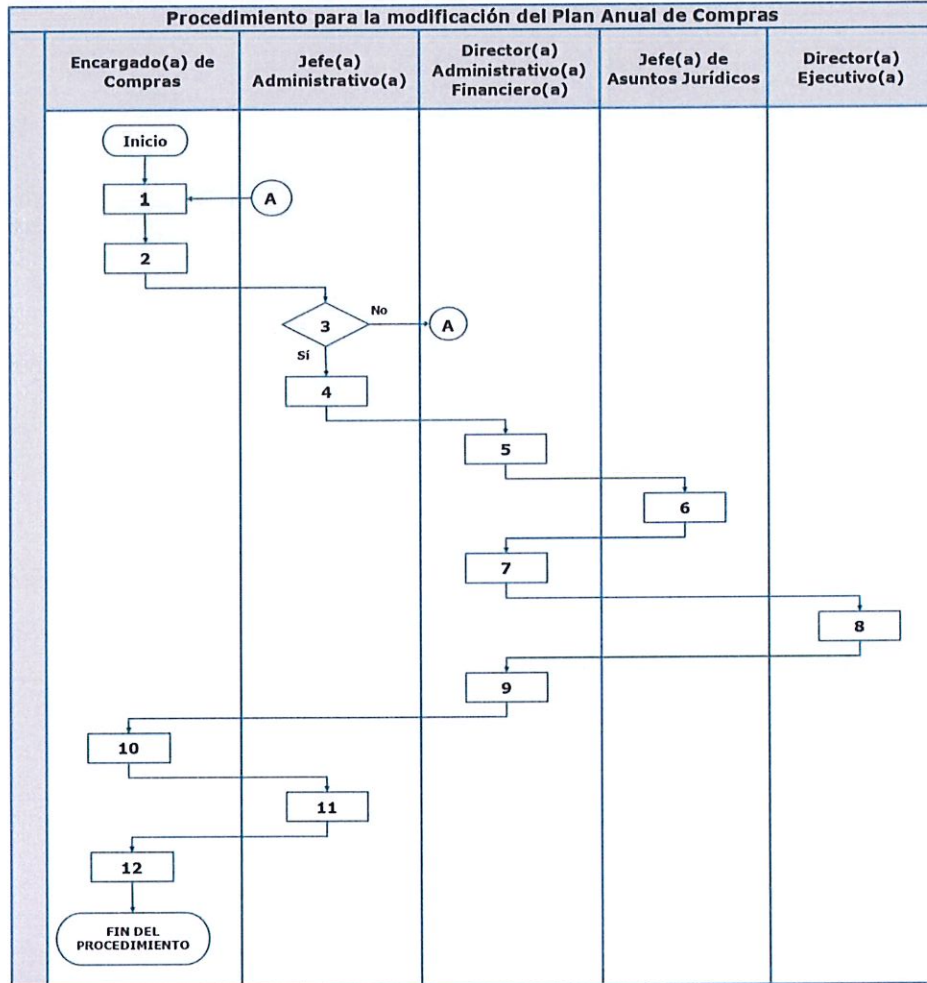 Procedimiento para la modificación del Plan Anual de Compras
Encargado(a) de
Compras
Jefe(a)
Administrativo(a)
Director(a)
Administrativo(a)
Financiero(a)
Jefe(a) de
Asuntos Jurídicos
Director(a)
Ejecutivo(a)
Inicio
1
A
2
3
No
A
Sí
4
5
6
7
8
9
10
11
12
FIN DEL
PROCEDIMIENTO